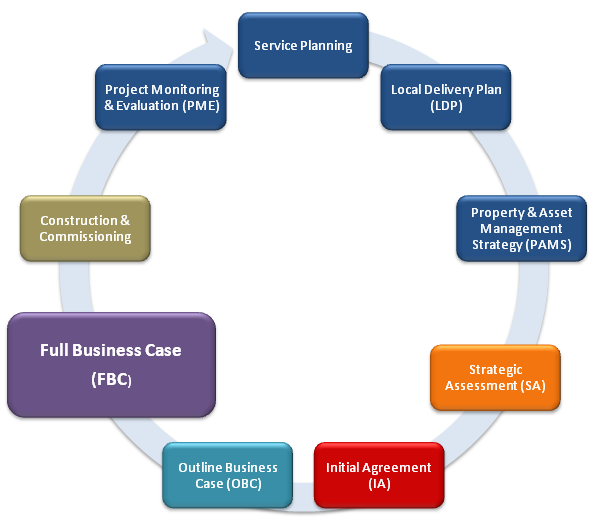 Service Planning
Local Delivery Plan
(LDP)
Property & Asset
Management
Strategy (PAMS)
Strategic
Assessment (SA)
Initial Agreement
(IA)
Outline Business
Case (OBC)
Full Business Case
(FBC)
Construction &
Commissioning
Project Monitoring
& Evaluation (PME)